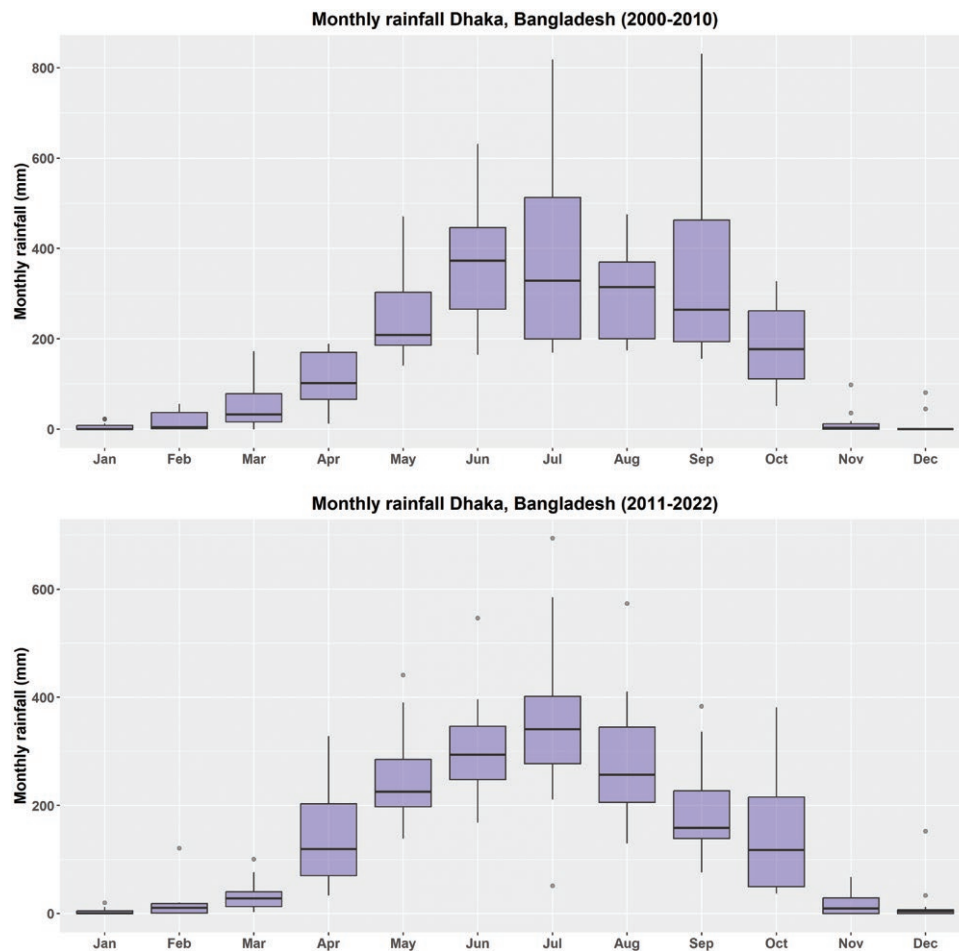 Monthly rainfall Dhaka, Bangladesh (2000-2010)
Monthly rainfall (mm)
800
600
400
200
0
Jan Feb Mar Apr May Jun Jul Aug Sep Oct Nov Dec
Monthly rainfall Dhaka, Bangladesh (2011-2022)
Monthly rainfall (mm)
600
400
200
0
Jan Feb Mar Apr May Jun Jul Aug Sep Oct Nov Dec